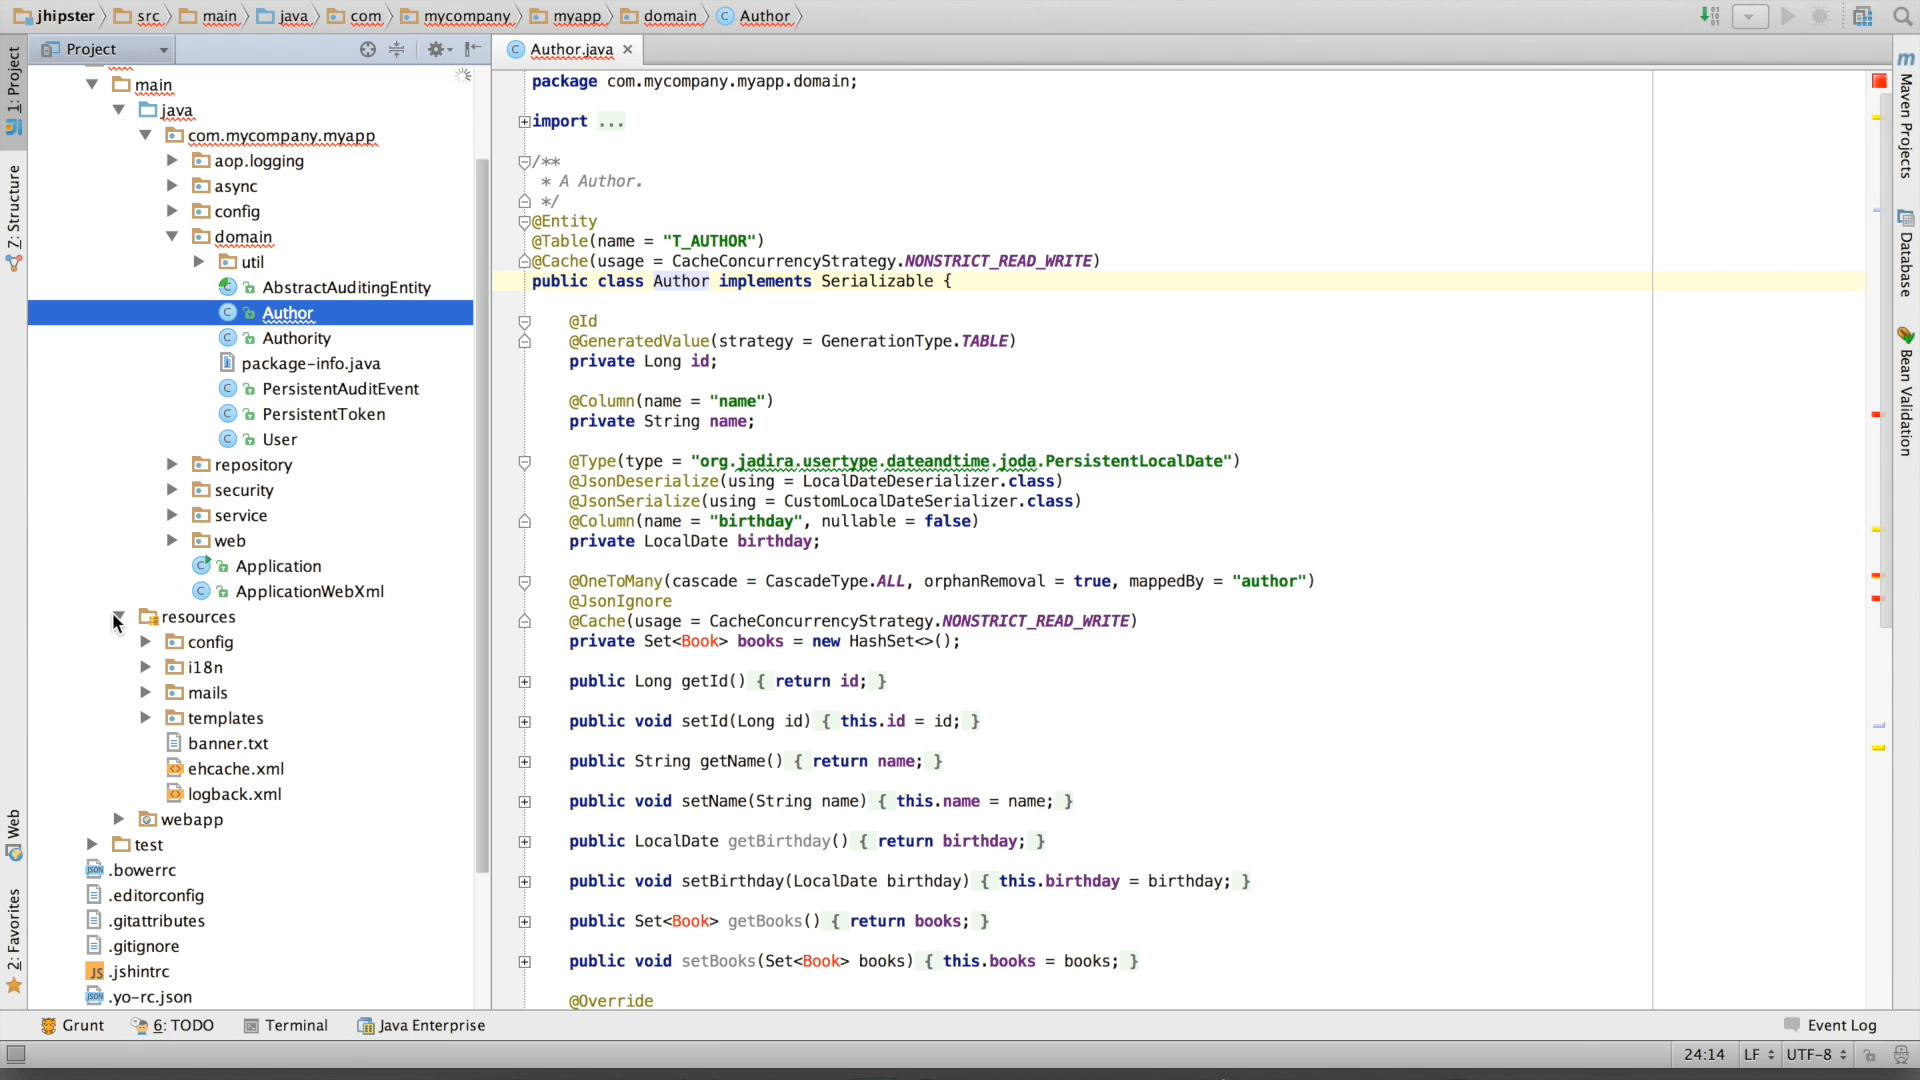 jhipster src main java com mycompany myapp domain Author
Project
Author.java
1: Project
Z: Structure
Web
2: Favorites
main
java
com.mycompany.myapp
aop.logging
async
config
domain
util
AbstractAuditingEntity
Author
Authority
package-info.java
PersistentAuditEvent
PersistentToken
User
repository
security
service
web
Application
ApplicationWebXml
resources
config
i18n
mails
templates
banner.txt
ehcache.xml
logback.xml
webapp
test
.bowerrc
.editorconfig
.gitattributes
.gitignore
.jshintrc
.yo-rc.json
package com.mycompany.myapp.domain;
import ...
/**
* A Author.
*/
@Entity
@Table(name = "T_AUTHOR")
@Cache(usage = CacheConcurrencyStrategy.NONSTRICT_READ_WRITE)
public class Author implements Serializable {
@Id
@GeneratedValue(strategy = GenerationType.TABLE)
private Long id;
@Column(name = "name")
private String name;
@Type(type = "org.jadira.usertype.dateandtime.joda.PersistentLocalDate")
@JsonDeserialize(using = LocalDateDeserializer.class)
@JsonSerialize(using = CustomLocalDateSerializer.class)
@Column(name = "birthday", nullable = false)
private LocalDate birthday;
@OneToMany(cascade = CascadeType.ALL, orphanRemoval = true, mappedBy = "author")
@JsonIgnore
@Cache(usage = CacheConcurrencyStrategy.NONSTRICT_READ_WRITE)
private Set<Book> books = new HashSet<>();
public Long getId() { return id; }
public void setId(Long id) { this.id = id; }
public String getName() { return name; }
public void setName(String name) { this.name = name; }
public LocalDate getBirthday() { return birthday; }
public void setBirthday(LocalDate birthday) { this.birthday = birthday; }
public Set<Book> getBooks() { return books; }
public void setBooks(Set<Book> books) { this.books = books; }
@Override
Maven Projects
Database
Bean Validation
Grunt 6: TODO Terminal Java Enterprise Event Log
24:14 LF UTF-8